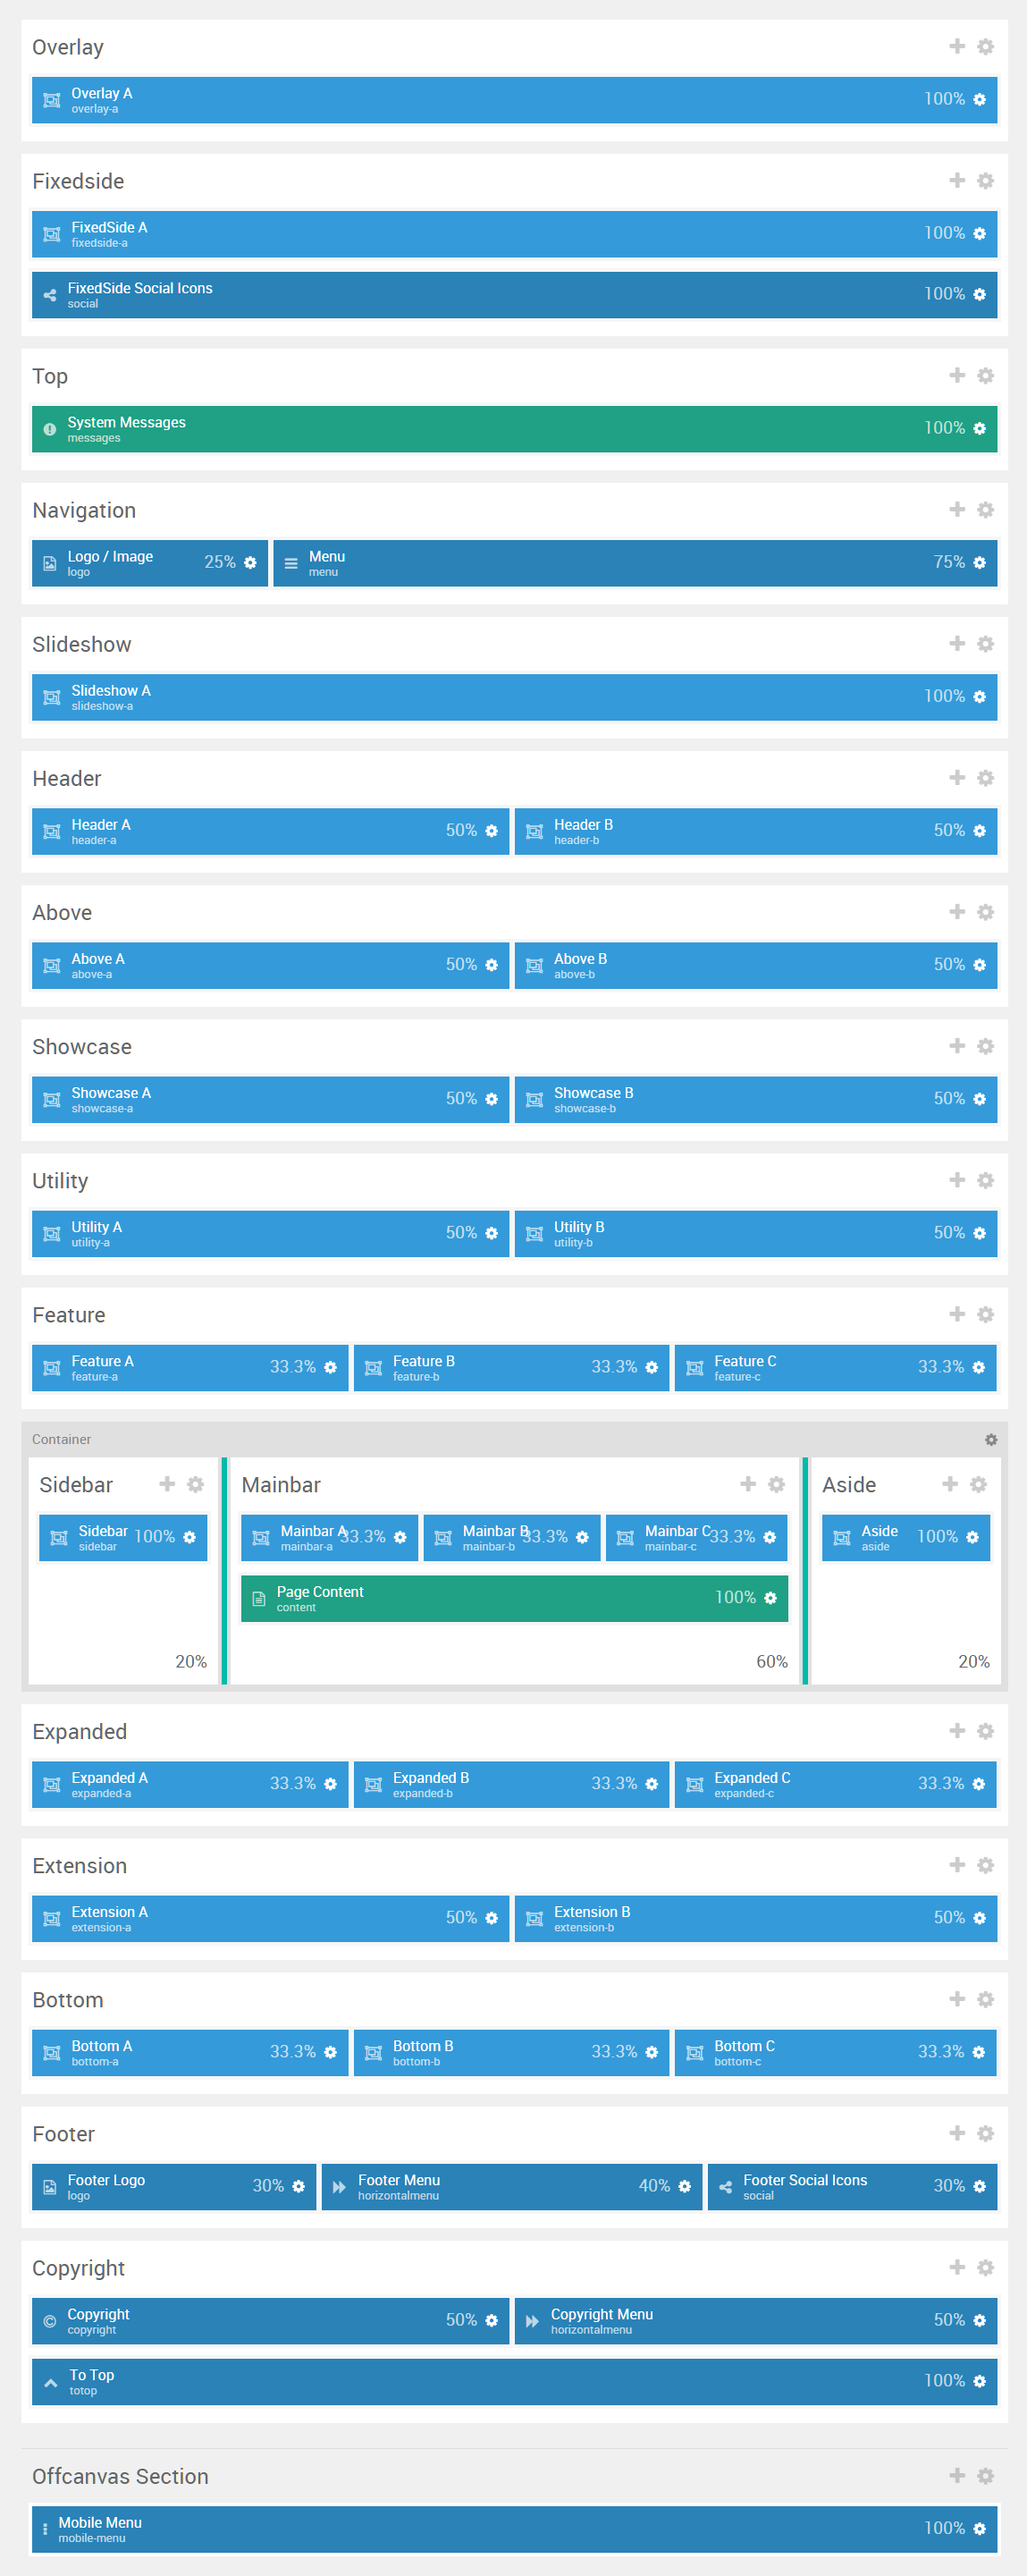 Overlay
Overlay A 100%
overlay-a
Fixedside
FixedSide A 100%
fixedside-a
FixedSide Social Icons 100%
social
Top
System Messages 100%
messages
Navigation
Logo / Image 25% Menu 75%
logo menu
Slideshow
Slideshow A 100%
slideshow-a
Header
Header A 50% Header B 50%
header-a header-b
Above
Above A 50% Above B 50%
above-a above-b
Showcase
Showcase A 50% Showcase B 50%
showcase-a showcase-b
Utility
Utility A 50% Utility B 50%
utility-a utility-b
Feature
Feature A 33.3% Feature B 33.3% Feature C 33.3%
feature-a feature-b feature-c
Container
Sidebar Mainbar Aside
Sidebar 100% Mainbar A 33.3% Mainbar B 33.3% Mainbar C 33.3% Aside 100%
sidebar mainbar-a mainbar-b mainbar-c aside
Page Content 100%
content
20% 60% 20%
Expanded
Expanded A 33.3% Expanded B 33.3% Expanded C 33.3%
expanded-a expanded-b expanded-c
Extension
Extension A 50% Extension B 50%
extension-a extension-b
Bottom
Bottom A 33.3% Bottom B 33.3% Bottom C 33.3%
bottom-a bottom-b bottom-c
Footer
Footer Logo 30% Footer Menu 40% Footer Social Icons 30%
logo horizontalmenu social
Copyright
Copyright 50% Copyright Menu 50%
copyright horizontalmenu
To Top 100%
totop
Offcanvas Section
Mobile Menu 100%
mobile-menu